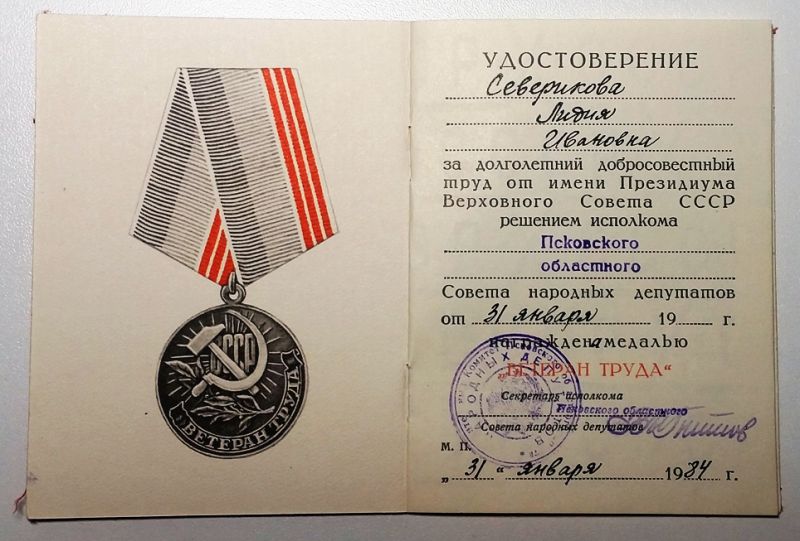 СССР
ВЕТЕРАН ТРУДА
УДОСТОВЕРЕНИЕ
Северикова
Лидия
Ивановна
за долголетний добросовестный
труд от имени Президиума
Верховного Совета СССР
решением исполкома
Псковского
областного
Совета народных депутатов
от 31 января 19 г.
награждена медалью
„ВЕТЕРАН ТРУДА“
Секретарь исполкома
Псковского областного
Совета народных депутатов
М. П.
„31“ января 1984 г.